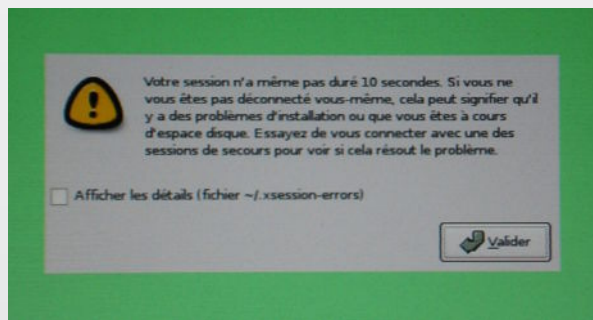 Votre session n'a même pas duré 10 secondes. Si vous ne
vous êtes pas déconnecté vous-même, cela peut signifier qu'il
y a des problèmes d'installation ou que vous êtes à cours
d'espace disque. Essayez de vous connecter avec une des
sessions de secours pour voir si cela résout le problème.
Afficher les détails (fichier ~/.xsession-errors)
Valider